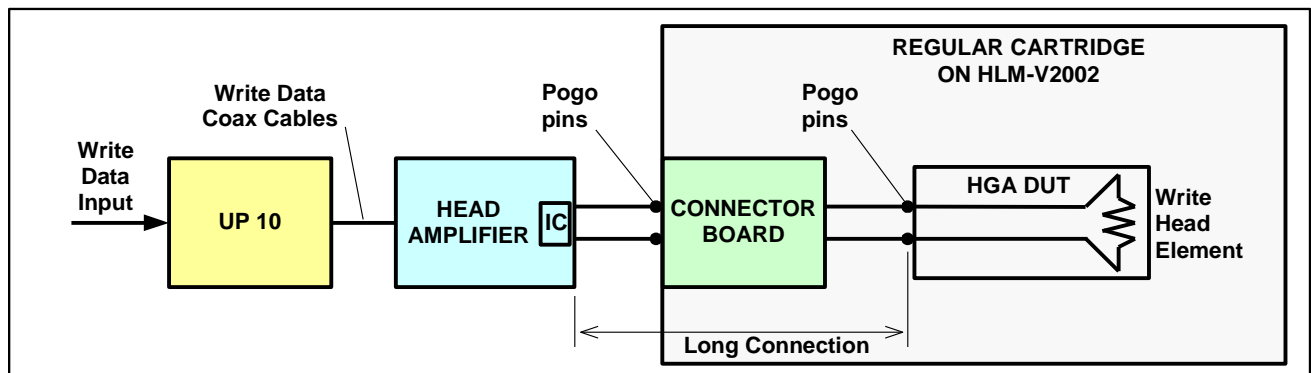 REGULAR CARTRIDGE
ON HLM-V2002
Write Data
Coax Cables
Pogo
pins
Pogo
pins
Write
Data
Input
UP 10
HEAD
AMPLIFIER
IC
CONNECTOR
BOARD
HGA DUT
Write
Head
Element
Long Connection